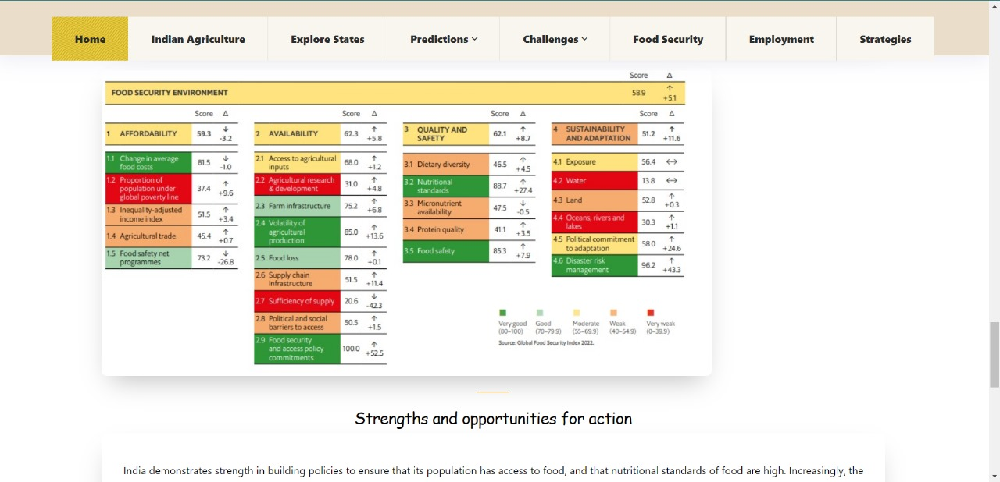 Home
Indian Agriculture
Explore States
Predictions
Challenges
Food Security
Employment
Strategies
Score Δ
FOOD SECURITY ENVIRONMENT 58.9 ↑ +5.1
Score Δ
1 AFFORDABILITY 59.3 ↓ -3.2
1.1 Change in average
food costs 81.5 ↓ -1.0
1.2 Proportion of
population under
global poverty line 37.4 ↑ +9.6
1.3 Inequality-adjusted
income index 51.5 ↑ +3.4
1.4 Agricultural trade 45.4 ↑ +0.7
1.5 Food safety net
programmes 73.2 ↓ -26.8
Score Δ
2 AVAILABILITY 62.3 ↑ +5.8
2.1 Access to agricultural
inputs 68.0 ↑ +1.2
2.2 Agricultural research
& development 31.0 ↑ +4.8
2.3 Farm infrastructure 75.2 ↑ +6.8
2.4 Volatility of
agricultural
production 85.0 ↑ +13.6
2.5 Food loss 78.0 ↑ +0.1
2.6 Supply chain
infrastructure 51.5 ↑ +11.4
2.7 Sufficiency of supply 20.6 ↓ -42.3
2.8 Political and social
barriers to access 50.5 ↑ +1.5
2.9 Food security
and access policy
commitments 100.0 ↑ +52.5
Score Δ
3 QUALITY AND
SAFETY 62.1 ↑ +8.7
3.1 Dietary diversity 46.5 ↑ +4.5
3.2 Nutritional
standards 88.7 ↑ +27.4
3.3 Micronutrient
availability 47.5 ↓ -0.5
3.4 Protein quality 41.1 ↑ +3.5
3.5 Food safety 85.3 ↑ +7.9
Score Δ
4 SUSTAINABILITY
AND ADAPTATION 51.2 ↑ +11.6
4.1 Exposure 56.4 ↔
4.2 Water 13.8 ↔
4.3 Land 52.8 ↑ +0.3
4.4 Oceans, rivers and
lakes 30.3 ↑ +1.1
4.5 Political commitment
to adaptation 58.0 ↑ +24.6
4.6 Disaster risk
management 96.2 ↑ +43.3
Very good
(80–100)
Good
(70–79.9)
Moderate
(55–69.9)
Weak
(40–54.9)
Very weak
(0–39.9)
Source: Global Food Security Index 2022.
Strengths and opportunities for action
India demonstrates strength in building policies to ensure that its population has access to food, and that nutritional standards of food are high. Increasingly, the